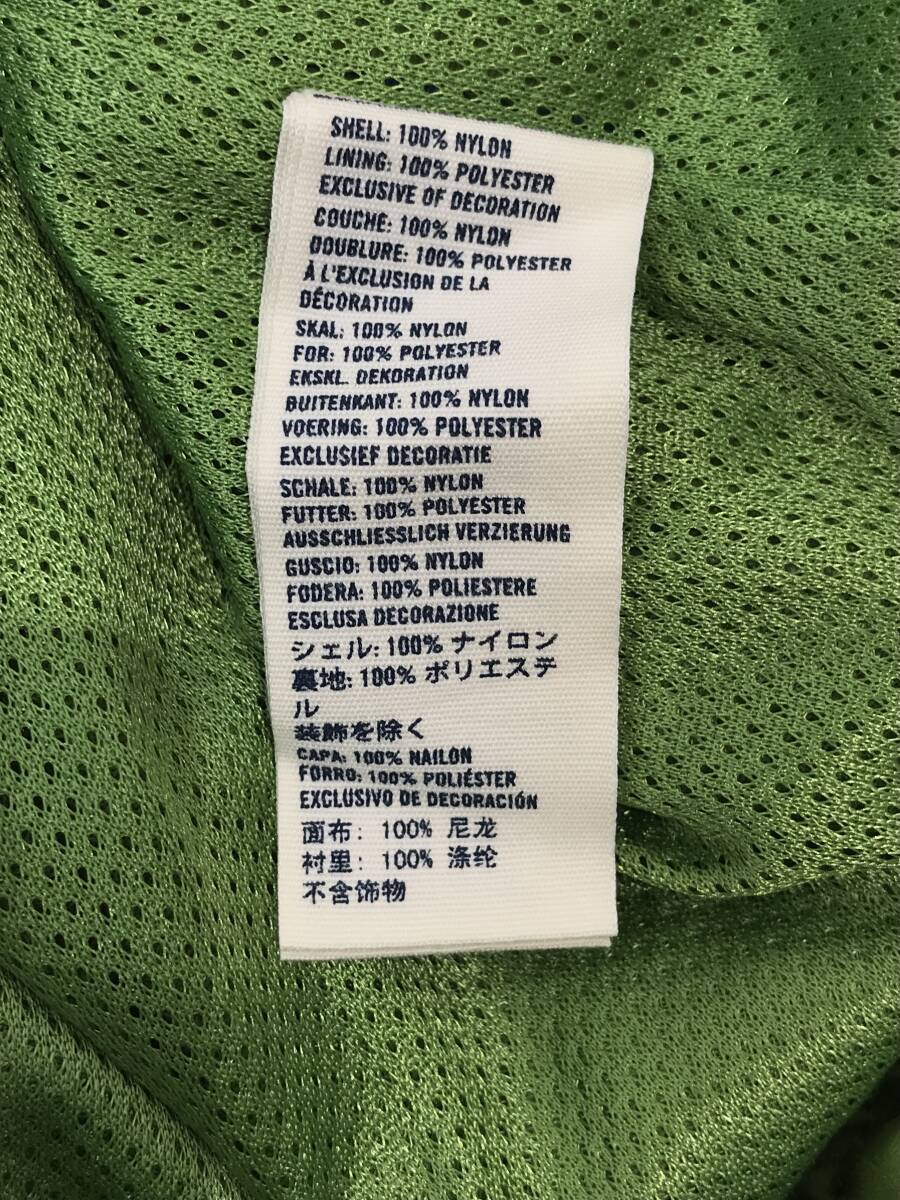 SHELL: 100% NYLON
LINING: 100% POLYESTER
EXCLUSIVE OF DECORATION
COUCHE: 100% NYLON
DOUBLURE: 100% POLYESTER
À L'EXCLUSION DE LA
DÉCORATION
SKAL: 100% NYLON
FOR: 100% POLYESTER
EKSKL. DEKORATION
BUITENKANT: 100% NYLON
VOERING: 100% POLYESTER
EXCLUSIEF DECORATIE
SCHALE: 100% NYLON
FUTTER: 100% POLYESTER
AUSSCHLIESSLICH VERZIERUNG
GUSCIO: 100% NYLON
FODERA: 100% POLIESTERE
ESCLUSA DECORAZIONE
シェル: 100% ナイロン
裏地: 100% ポリエステ
ル
装飾を除く
CAPA: 100% NAILON
FORRO: 100% POLIÉSTER
EXCLUSIVO DE DECORACIÓN
面布: 100% 尼龙
衬里: 100% 涤纶
不含饰物